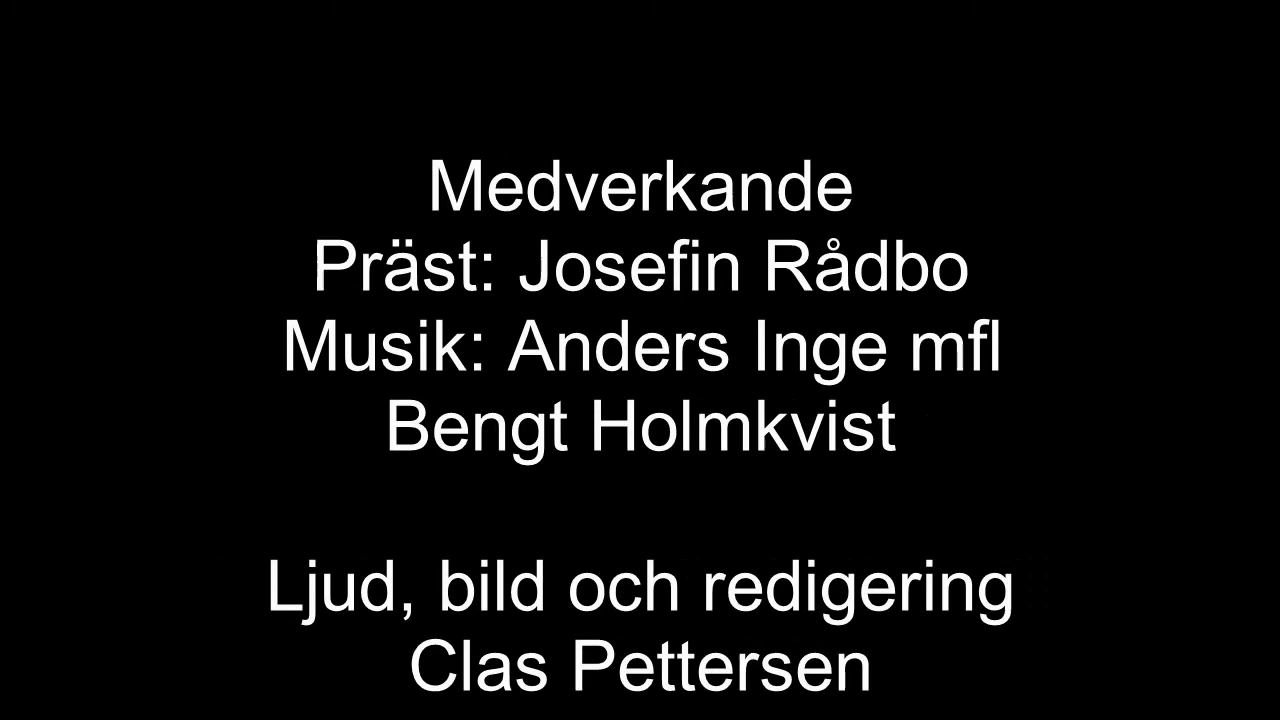 Medverkande
Präst: Josefin Rådbo
Musik: Anders Inge mfl
Bengt Holmkvist
Ljud, bild och redigering
Clas Pettersen